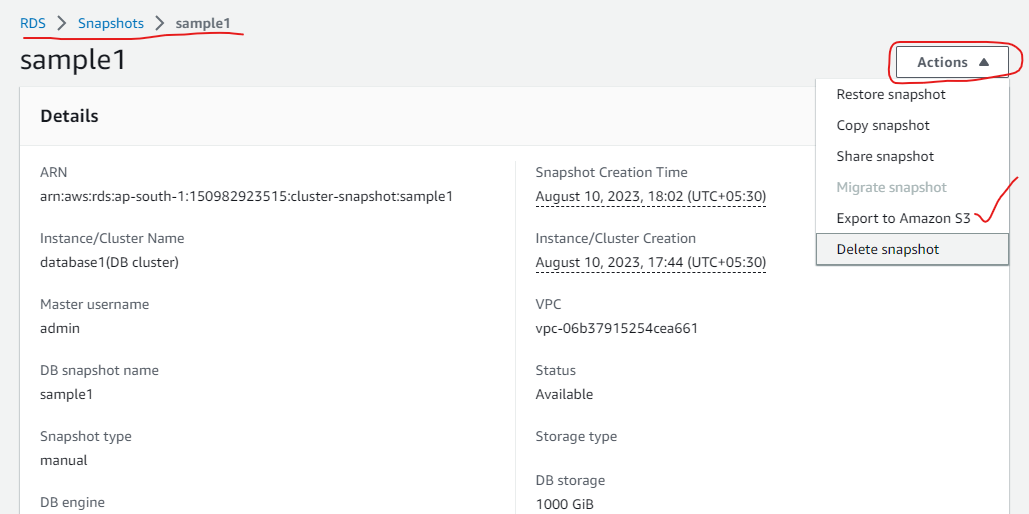 RDS > Snapshots > sample1
sample1
Actions ▲
Restore snapshot
Copy snapshot
Share snapshot
Migrate snapshot
Export to Amazon S3
Delete snapshot
Details
ARN
arn:aws:rds:ap-south-1:150982923515:cluster-snapshot:sample1
Instance/Cluster Name
database1(DB cluster)
Master username
admin
DB snapshot name
sample1
Snapshot type
manual
DB engine
Snapshot Creation Time
August 10, 2023, 18:02 (UTC+05:30)
Instance/Cluster Creation
August 10, 2023, 17:44 (UTC+05:30)
VPC
vpc-06b37915254cea661
Status
Available
Storage type
DB storage
1000 GiB